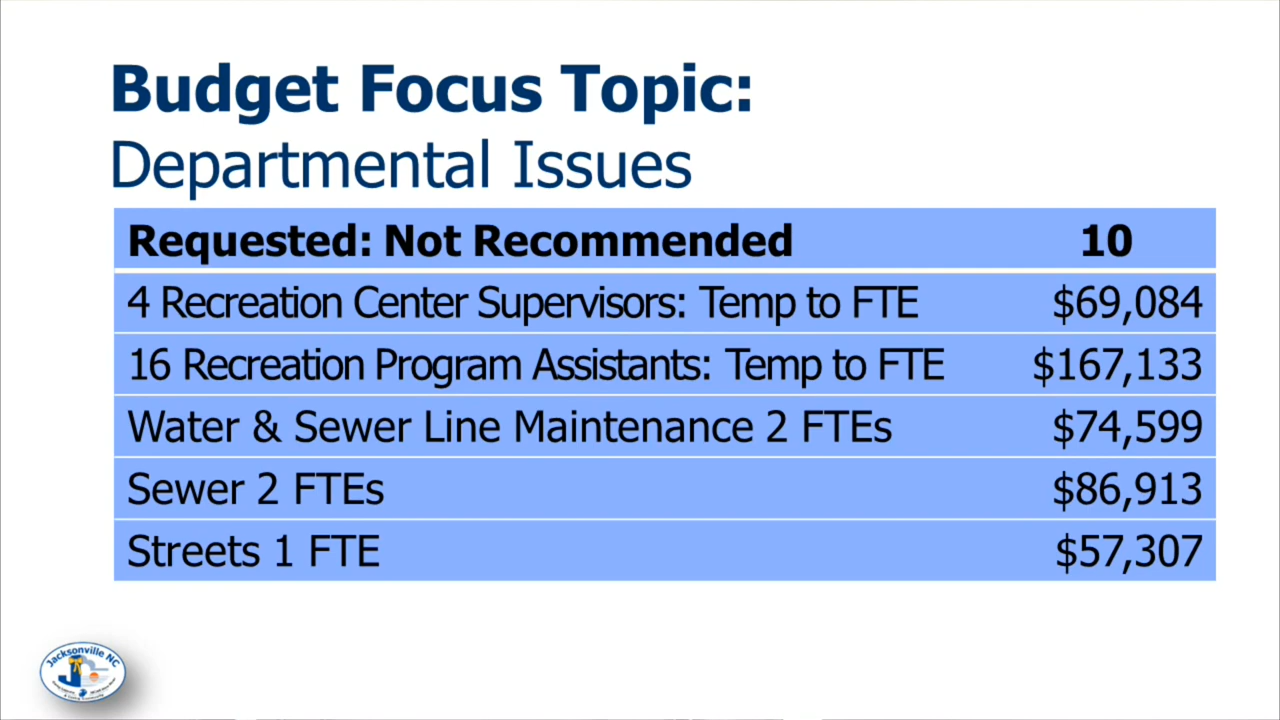 Budget Focus Topic:
Departmental Issues
Requested: Not Recommended 10
4 Recreation Center Supervisors: Temp to FTE $69,084
16 Recreation Program Assistants: Temp to FTE $167,133
Water & Sewer Line Maintenance 2 FTEs $74,599
Sewer 2 FTEs $86,913
Streets 1 FTE $57,307
Jacksonville NC